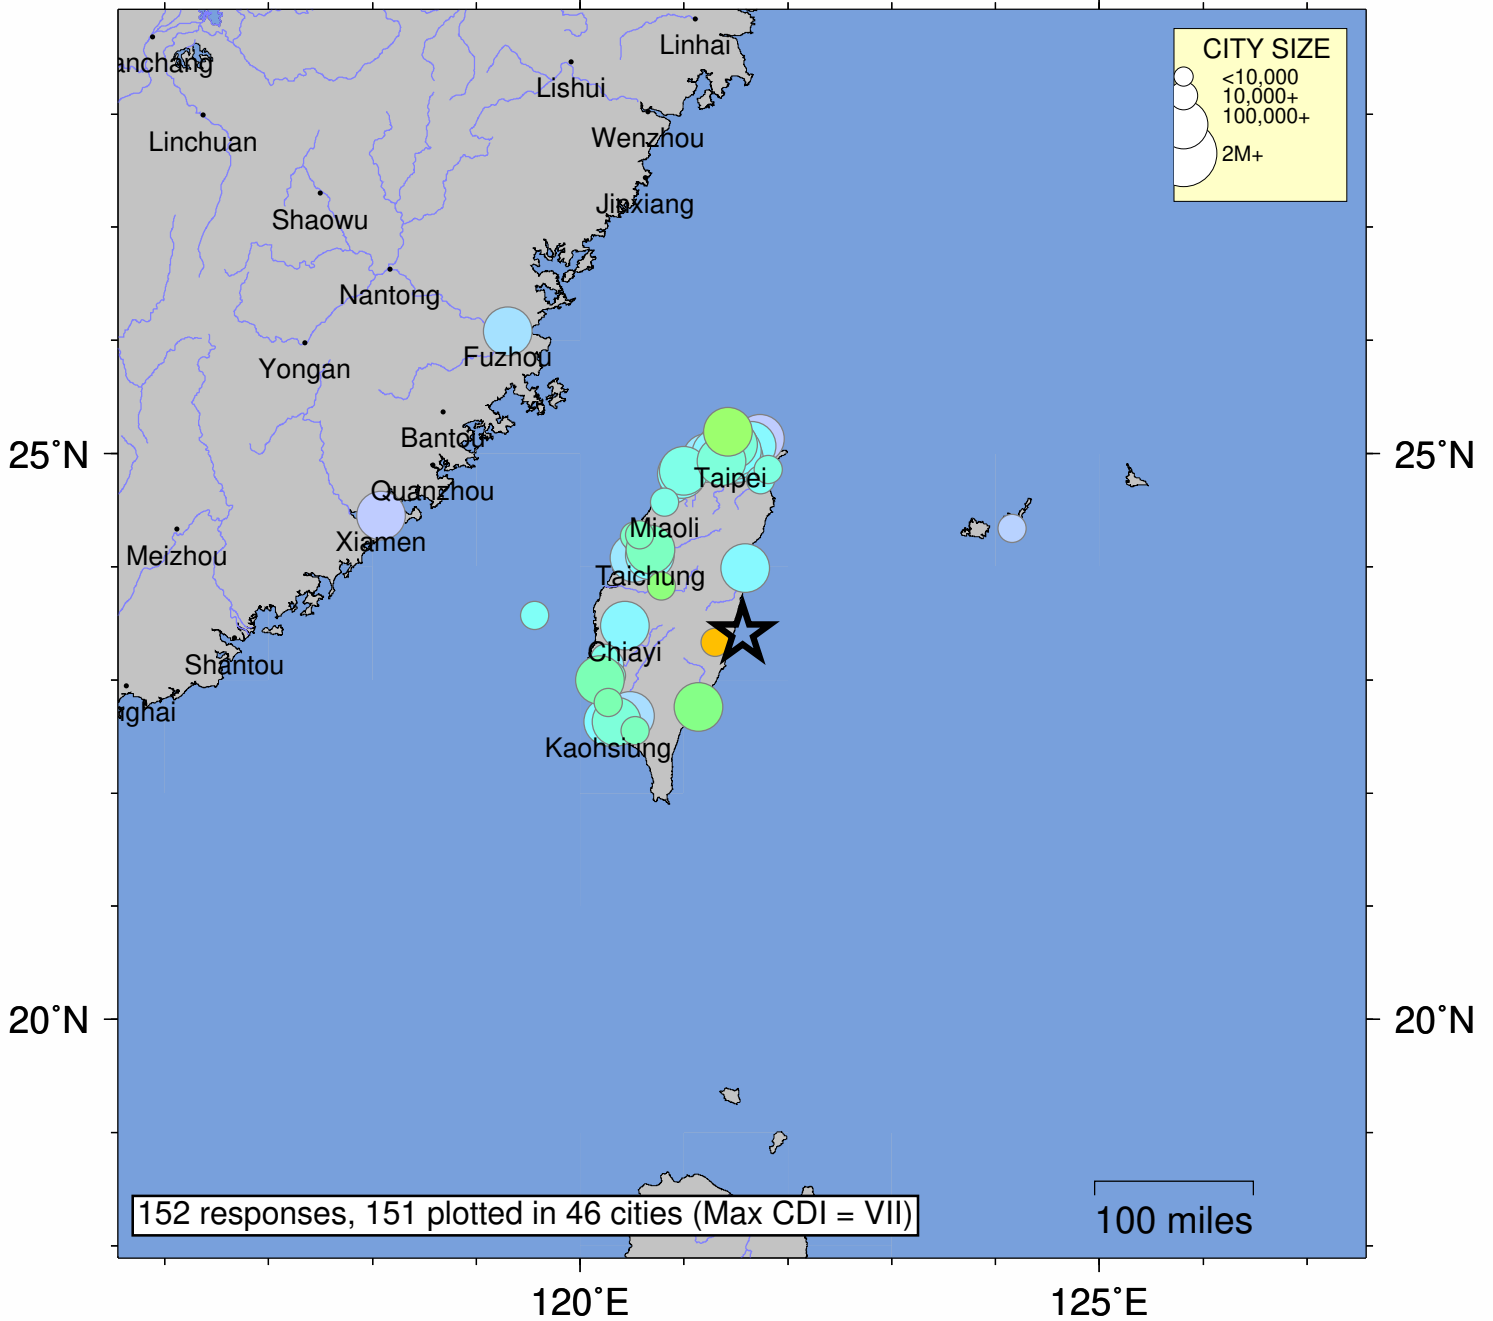 Linhai
anchang
Lishui
Linchuan
Wenzhou
Jinxiang
Shaowu
Nantong
Fuzhou
Yongan
Bantou
Quanzhou
Xiamen
Meizhou
Shantou
ghai
Taipei
Miaoli
Taichung
Chiayi
Kaohsiung
CITY SIZE
<10,000
10,000+
100,000+
2M+
25°N
25°N
20°N
20°N
152 responses, 151 plotted in 46 cities (Max CDI = VII)
100 miles
120°E
125°E